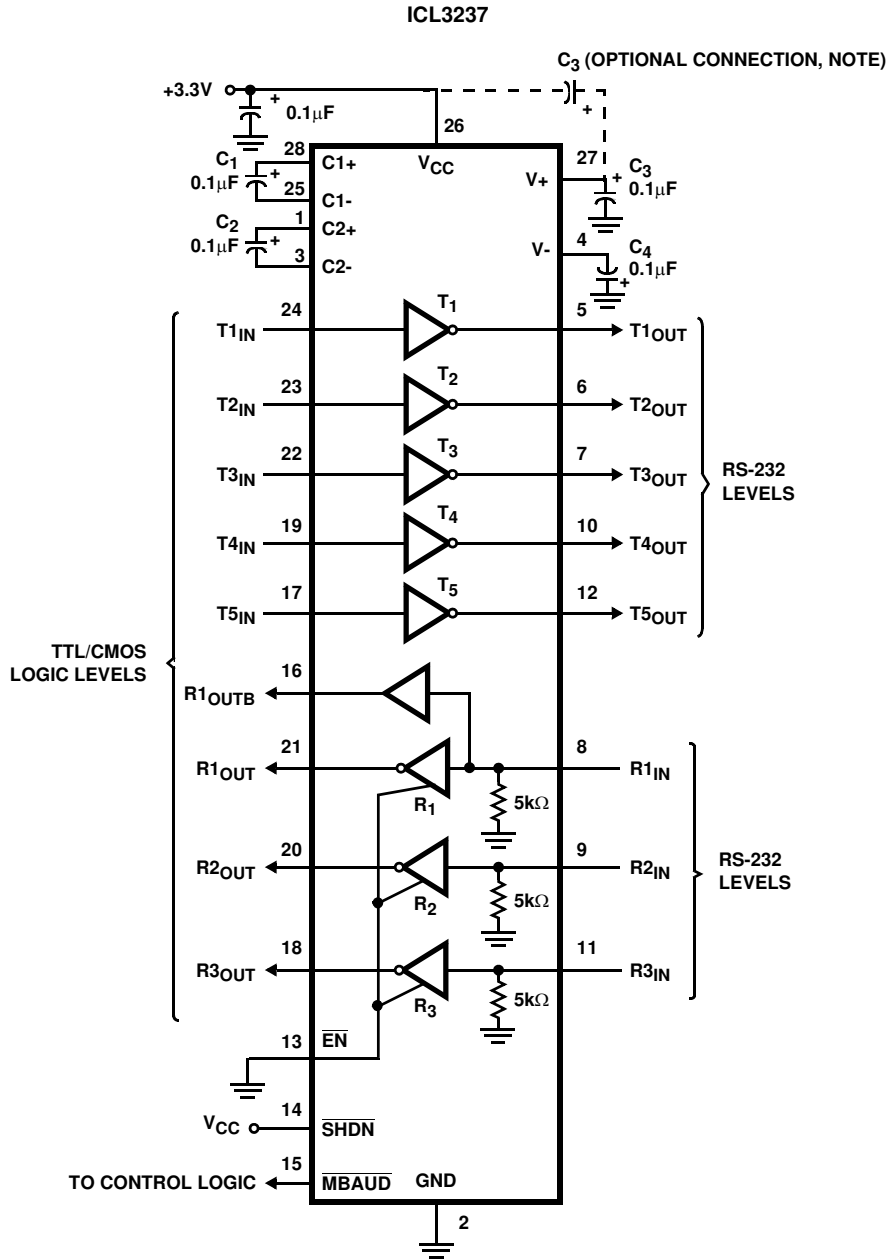 ICL3237
C3 (OPTIONAL CONNECTION, NOTE)
+3.3V
+
0.1μF
26
+
28
C1+
VCC
27
C1
0.1μF
+
25
C1-
V+
+
C3
0.1μF
1
C2+
C2
0.1μF
+
3
C2-
4
V-
C4
0.1μF
+
T1IN
24
T1
5
T1OUT
T2IN
23
T2
6
T2OUT
T3IN
22
T3
7
T3OUT
RS-232
LEVELS
T4IN
19
T4
10
T4OUT
T5IN
17
T5
12
T5OUT
TTL/CMOS
LOGIC LEVELS
R1OUTB
16
R1OUT
21
R1
8
R1IN
5kΩ
R2OUT
20
R2
9
R2IN
5kΩ
RS-232
LEVELS
R3OUT
18
R3
11
R3IN
5kΩ
13
EN
VCC
14
SHDN
TO CONTROL LOGIC
15
MBAUD
GND
2